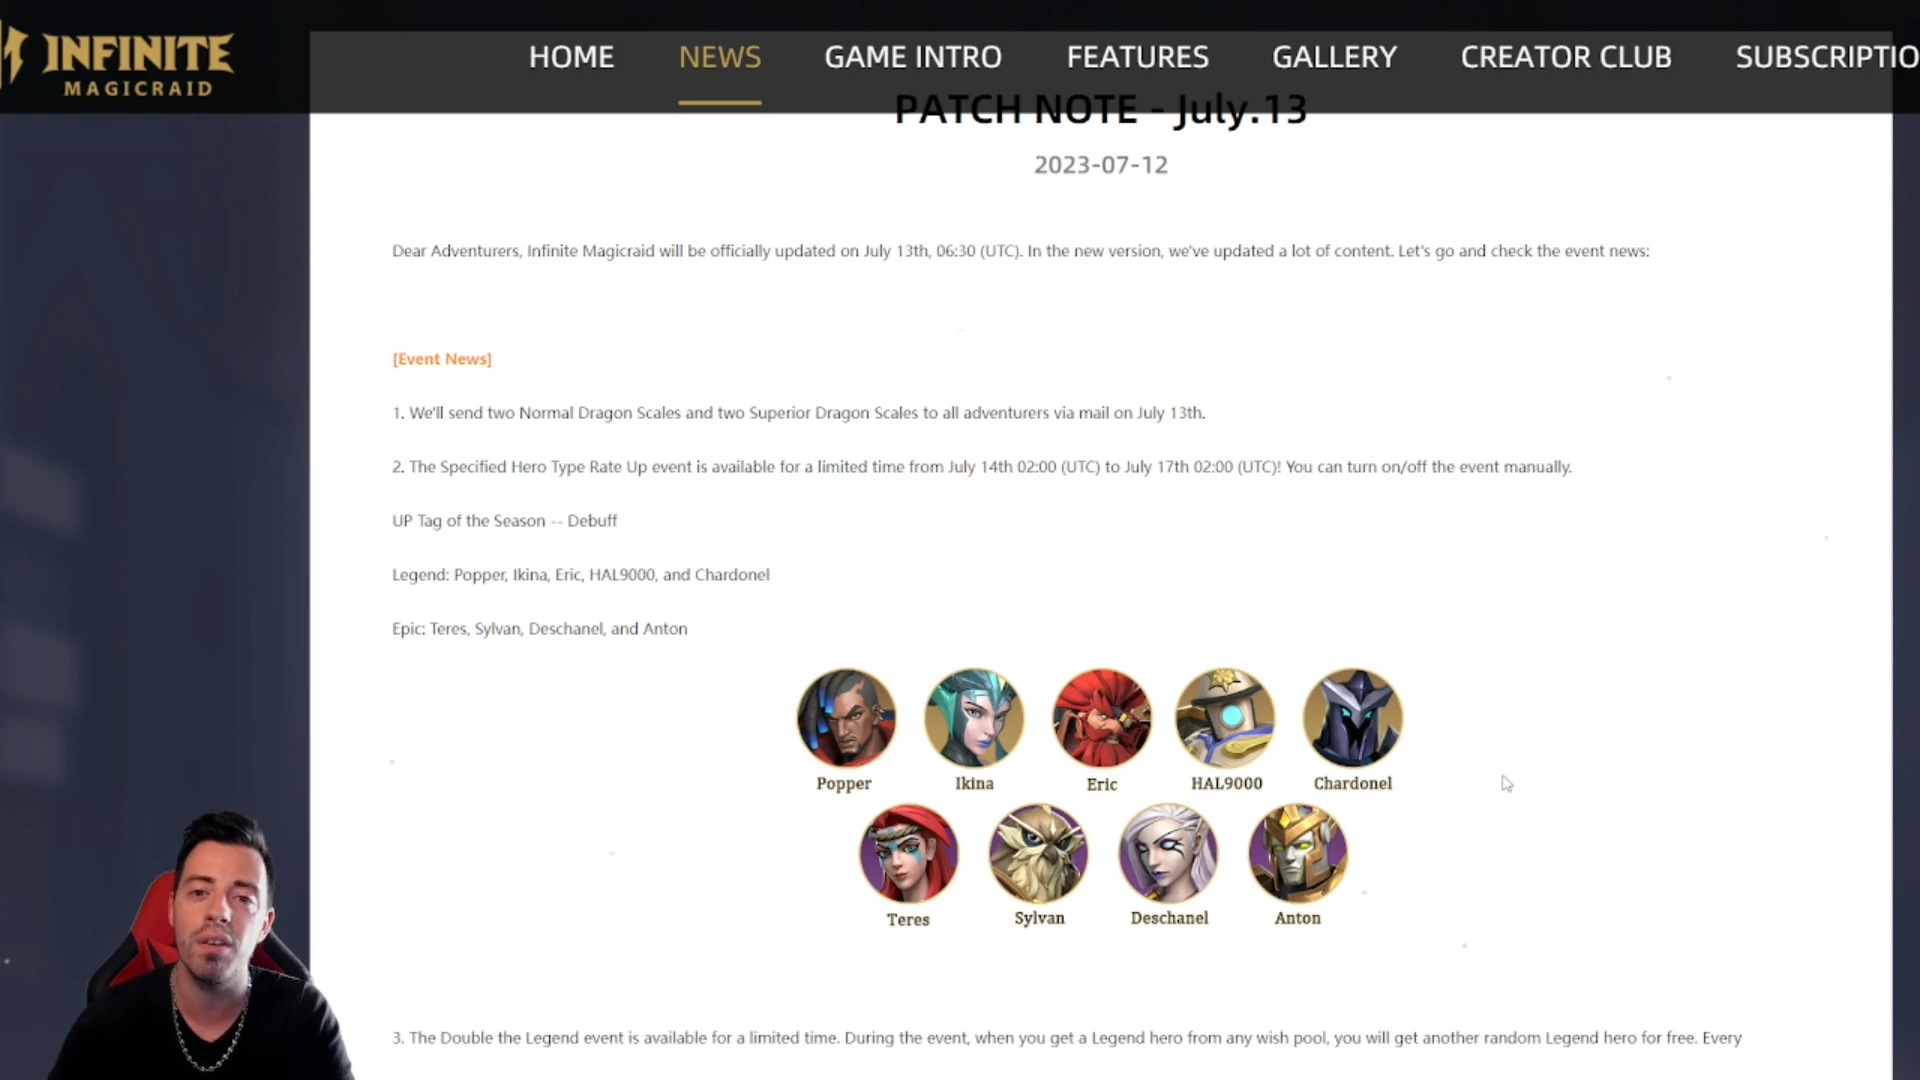 INFINITE
MAGICRAID
HOME NEWS GAME INTRO FEATURES GALLERY CREATOR CLUB SUBSCRIPTIO
PATCH NOTE - July.13
2023-07-12
Dear Adventurers, Infinite Magicraid will be officially updated on July 13th, 06:30 (UTC). In the new version, we've updated a lot of content. Let's go and check the event news:
[Event News]
1. We'll send two Normal Dragon Scales and two Superior Dragon Scales to all adventurers via mail on July 13th.
2. The Specified Hero Type Rate Up event is available for a limited time from July 14th 02:00 (UTC) to July 17th 02:00 (UTC)! You can turn on/off the event manually.
UP Tag of the Season -- Debuff
Legend: Popper, Ikina, Eric, HAL9000, and Chardonel
Epic: Teres, Sylvan, Deschanel, and Anton
Popper Ikina Eric HAL9000 Chardonel
Teres Sylvan Deschanel Anton
3. The Double the Legend event is available for a limited time. During the event, when you get a Legend hero from any wish pool, you will get another random Legend hero for free. Every